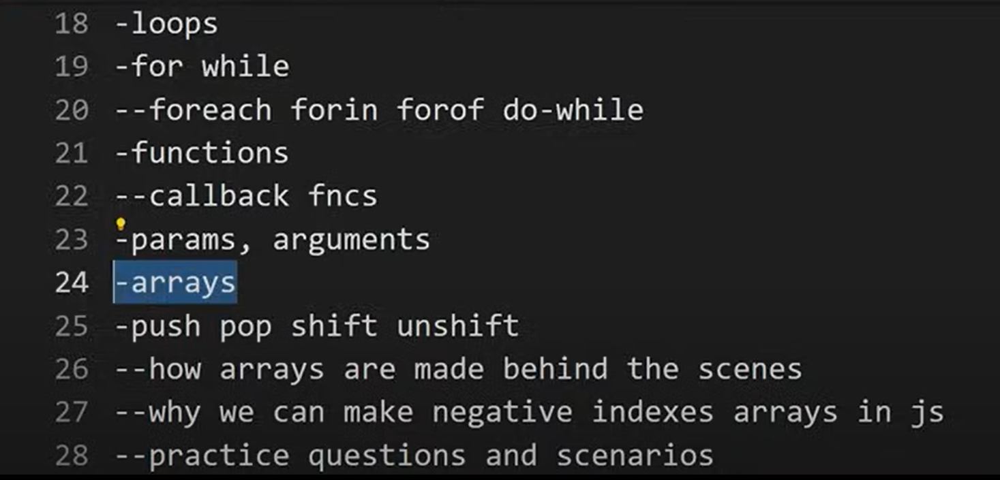 18 -loops
19 -for while
20 --foreach forin forof do-while
21 -functions
22 --callback fncs
23 -params, arguments
24 -arrays
25 -push pop shift unshift
26 --how arrays are made behind the scenes
27 --why we can make negative indexes arrays in js
28 --practice questions and scenarios